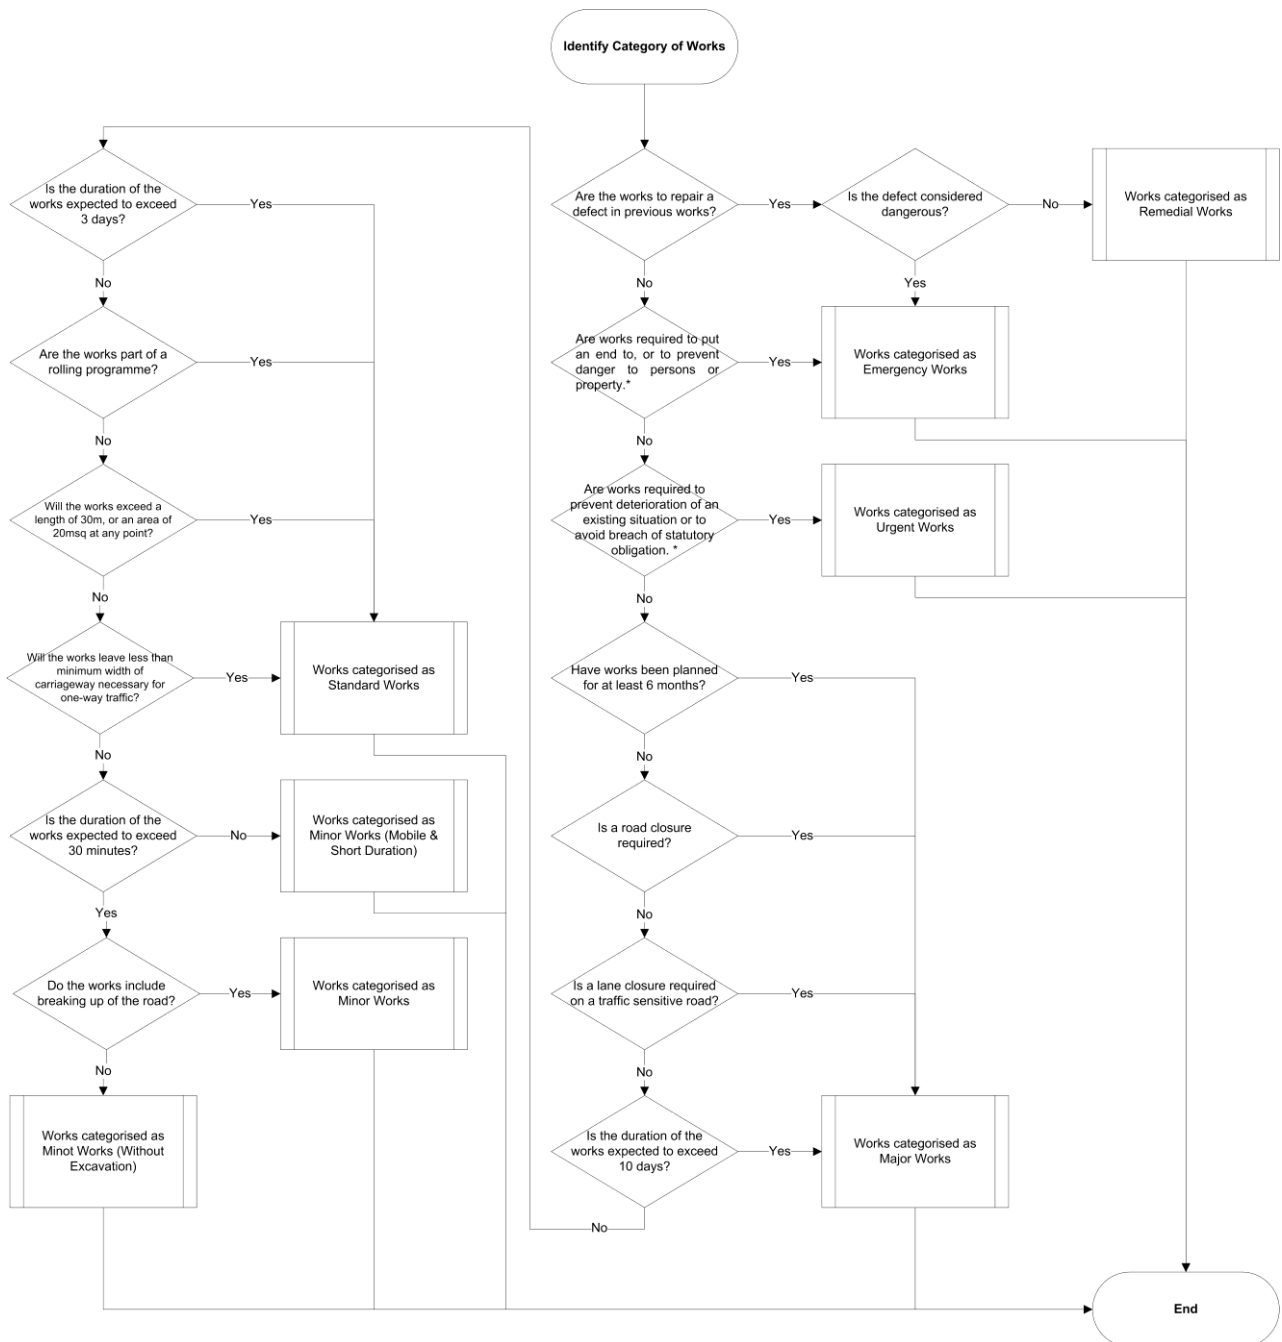 Identify Category of Works
Are the works to repair a
defect in previous works?
Yes
Is the defect considered
dangerous?
No
Works categorised as
Remedial Works
No
Yes
Are works required to put
an end to, or to prevent
danger to persons or
property.*
Yes
Works categorised as
Emergency Works
No
Are works required to
prevent deterioration of an
existing situation or to
avoid breach of statutory
obligation. *
Yes
Works categorised as
Urgent Works
No
Have works been planned
for at least 6 months?
Yes
No
Is a road closure
required?
Yes
No
Is a lane closure required
on a traffic sensitive road?
Yes
No
Is the duration of the
works expected to exceed
10 days?
Yes
Works categorised as
Major Works
No
Is the duration of the
works expected to exceed
3 days?
Yes
No
Are the works part of a
rolling programme?
Yes
No
Will the works exceed a
length of 30m, or an area of
20msq at any point?
Yes
No
Will the works leave less than
minimum width of
carriageway necessary for
one-way traffic?
Yes
Works categorised as
Standard Works
No
Is the duration of the
works expected to exceed
30 minutes?
No
Works categorised as
Minor Works (Mobile &
Short Duration)
Yes
Do the works include
breaking up of the road?
Yes
Works categorised as
Minor Works
No
Works categorised as
Minot Works (Without
Excavation)
End